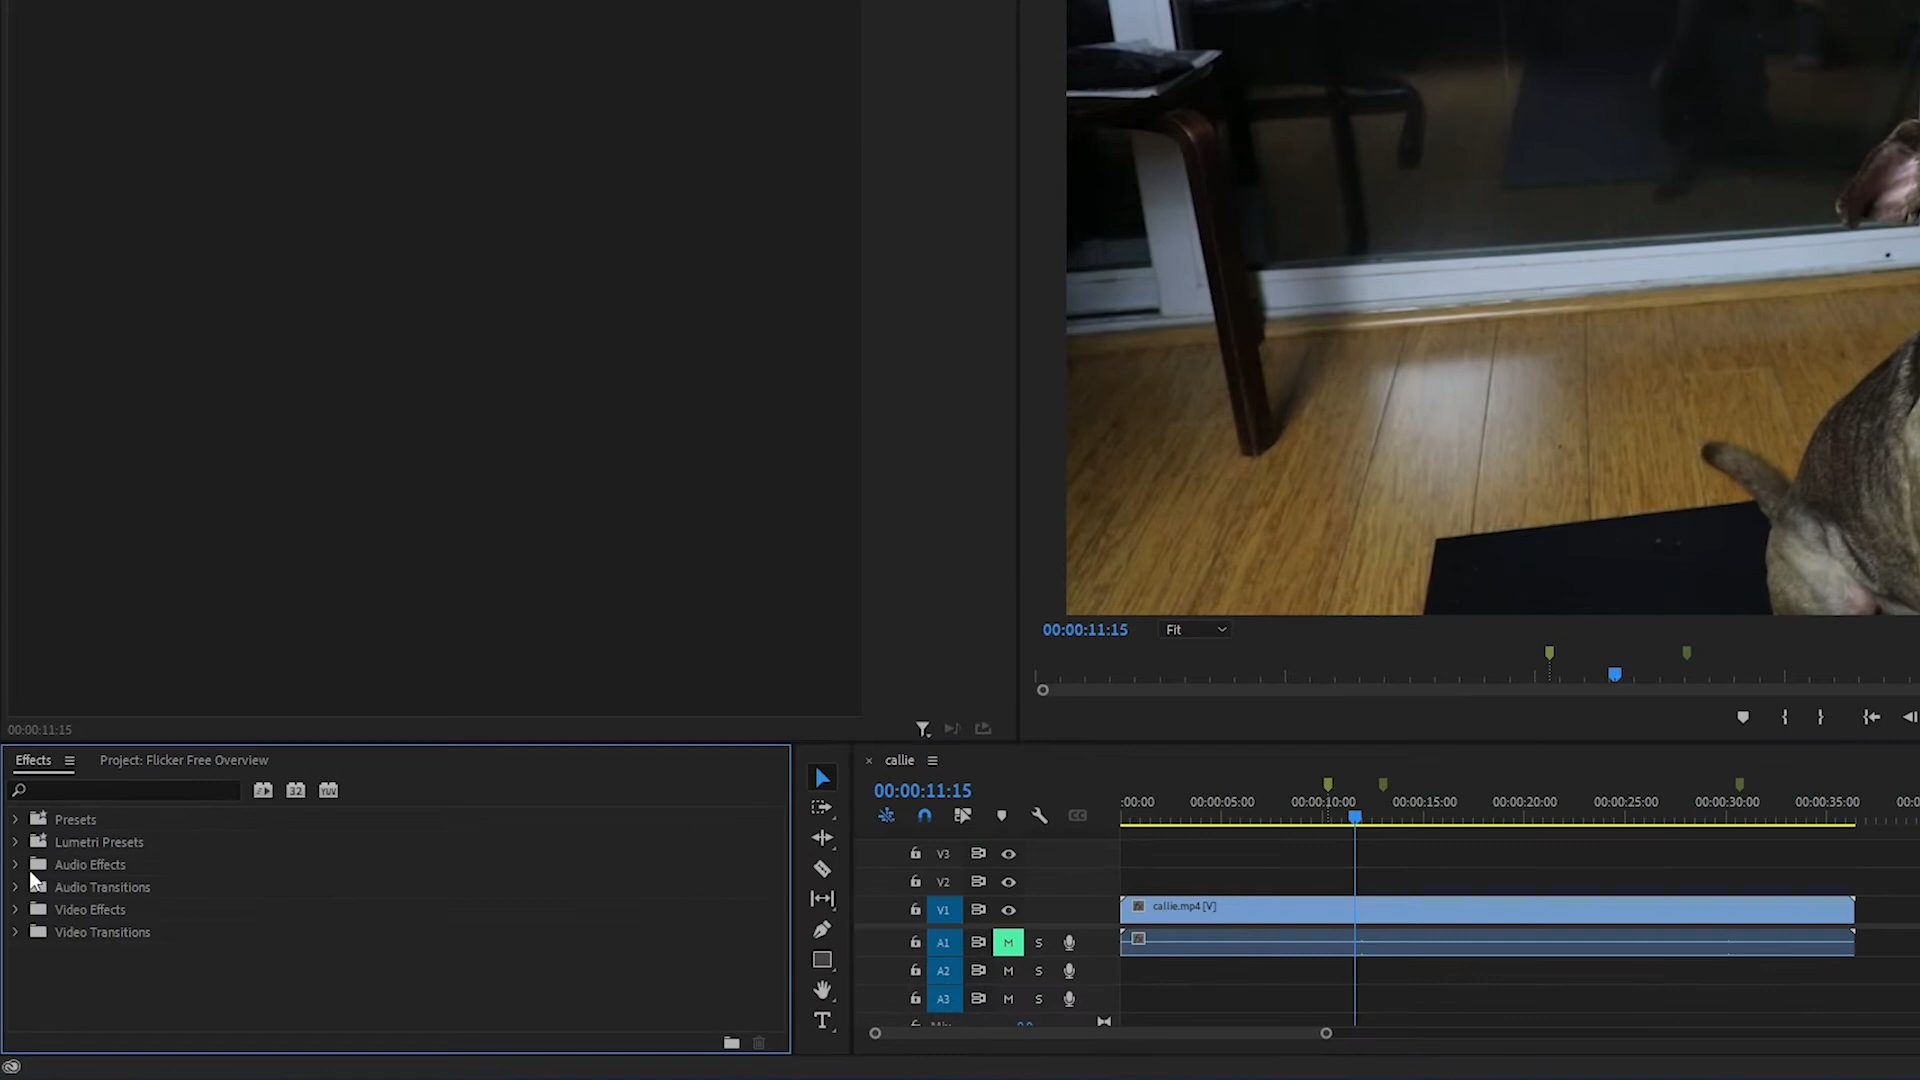 00:00:11:15
Fit
00:00:11:15
Effects
Project: Flicker Free Overview
32
YUV
Presets
Lumetri Presets
Audio Effects
Audio Transitions
Video Effects
Video Transitions
T
× callie
00:00:11:15
CC
:00:00
00:00:05:00
00:00:10:00
00:00:15:00
00:00:20:00
00:00:25:00
00:00:30:00
00:00:35:00
V3
V2
V1
callie.mp4 [V]
A1 M S
A2 M S
A3 M S